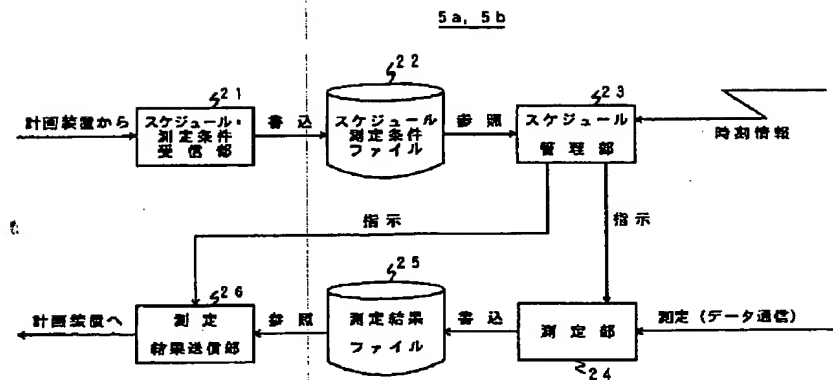 5a, 5b
21
22
23
計画装置から
スケジュール・
測定条件
受信部
書込
スケジュール
測定条件
ファイル
参照
スケジュール
管理部
時刻情報
指示
指示
25
26
計画装置へ
測定
結果送信部
参照
測定結果
ファイル
書込
測定部
測定(データ通信)
24